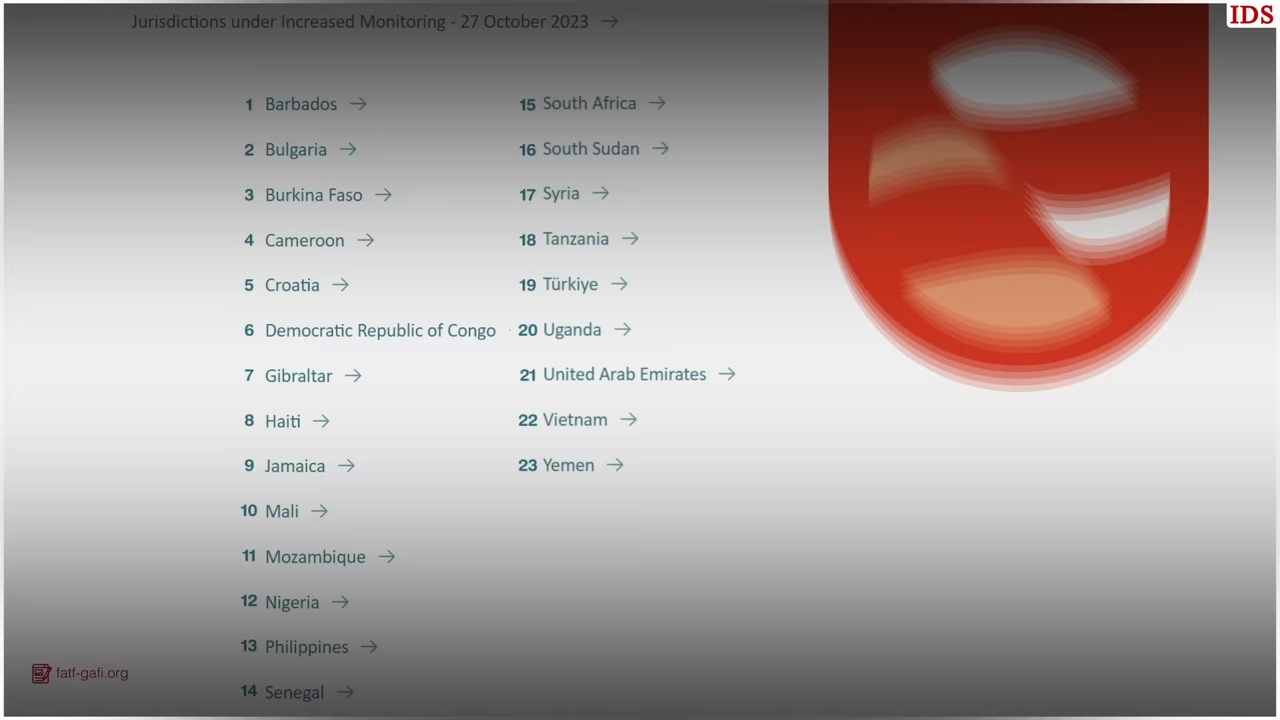 IDS
Jurisdictions under Increased Monitoring - 27 October 2023 →
1 Barbados →
2 Bulgaria →
3 Burkina Faso →
4 Cameroon →
5 Croatia →
6 Democratic Republic of Congo
7 Gibraltar →
8 Haiti →
9 Jamaica →
10 Mali →
11 Mozambique →
12 Nigeria →
13 Philippines →
14 Senegal →
15 South Africa →
16 South Sudan →
17 Syria →
18 Tanzania →
19 Türkiye →
20 Uganda →
21 United Arab Emirates →
22 Vietnam →
23 Yemen →
fatf-gafi.org